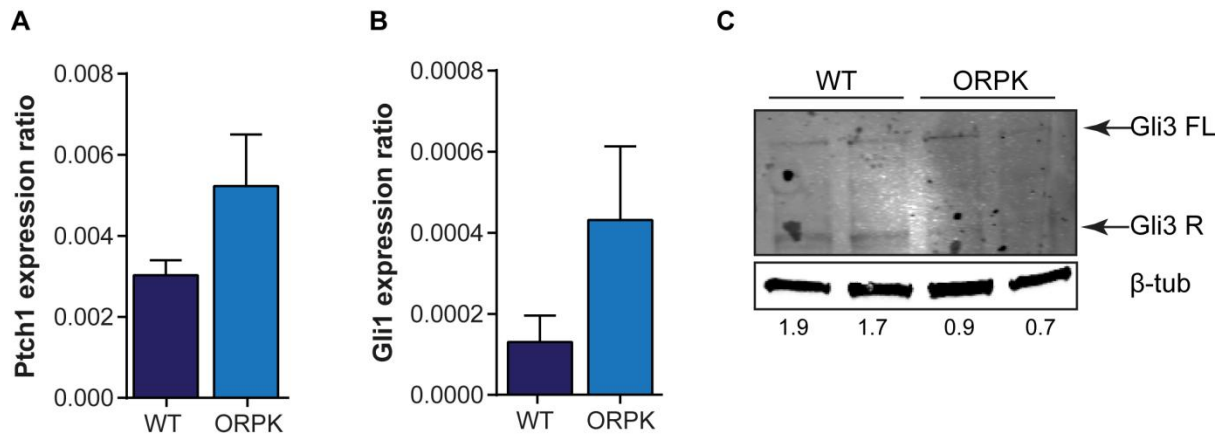 A
Ptch1 expression ratio
0.008
0.006
0.004
0.002
0.000
WT ORPK
B
Gli1 expression ratio
0.0008
0.0006
0.0004
0.0002
0.0000
WT ORPK
C
WT ORPK
Gli3 FL
Gli3 R
β-tub
1.9 1.7 0.9 0.7